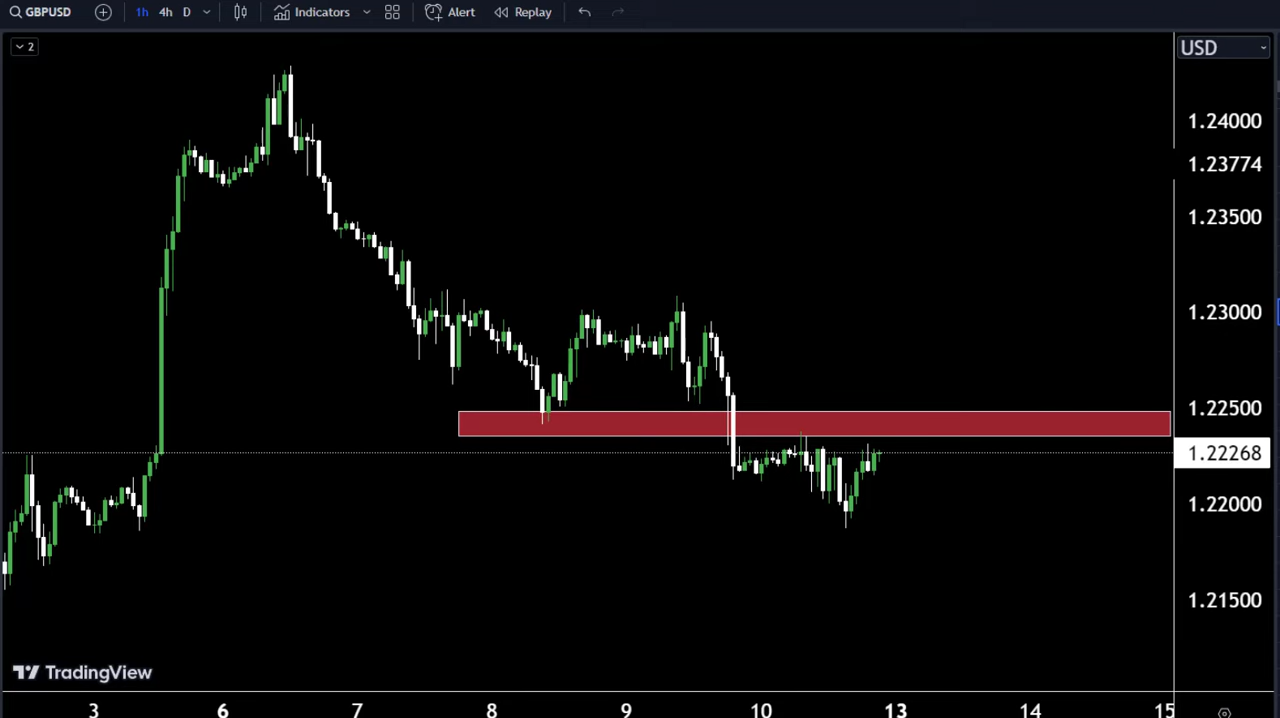 GBPUSD 1h 4h D Indicators Alert Replay
2
USD
1.24000
1.23774
1.23500
1.23000
1.22500
1.22268
1.22000
1.21500
TradingView
3 6 7 8 9 10 13 14 15